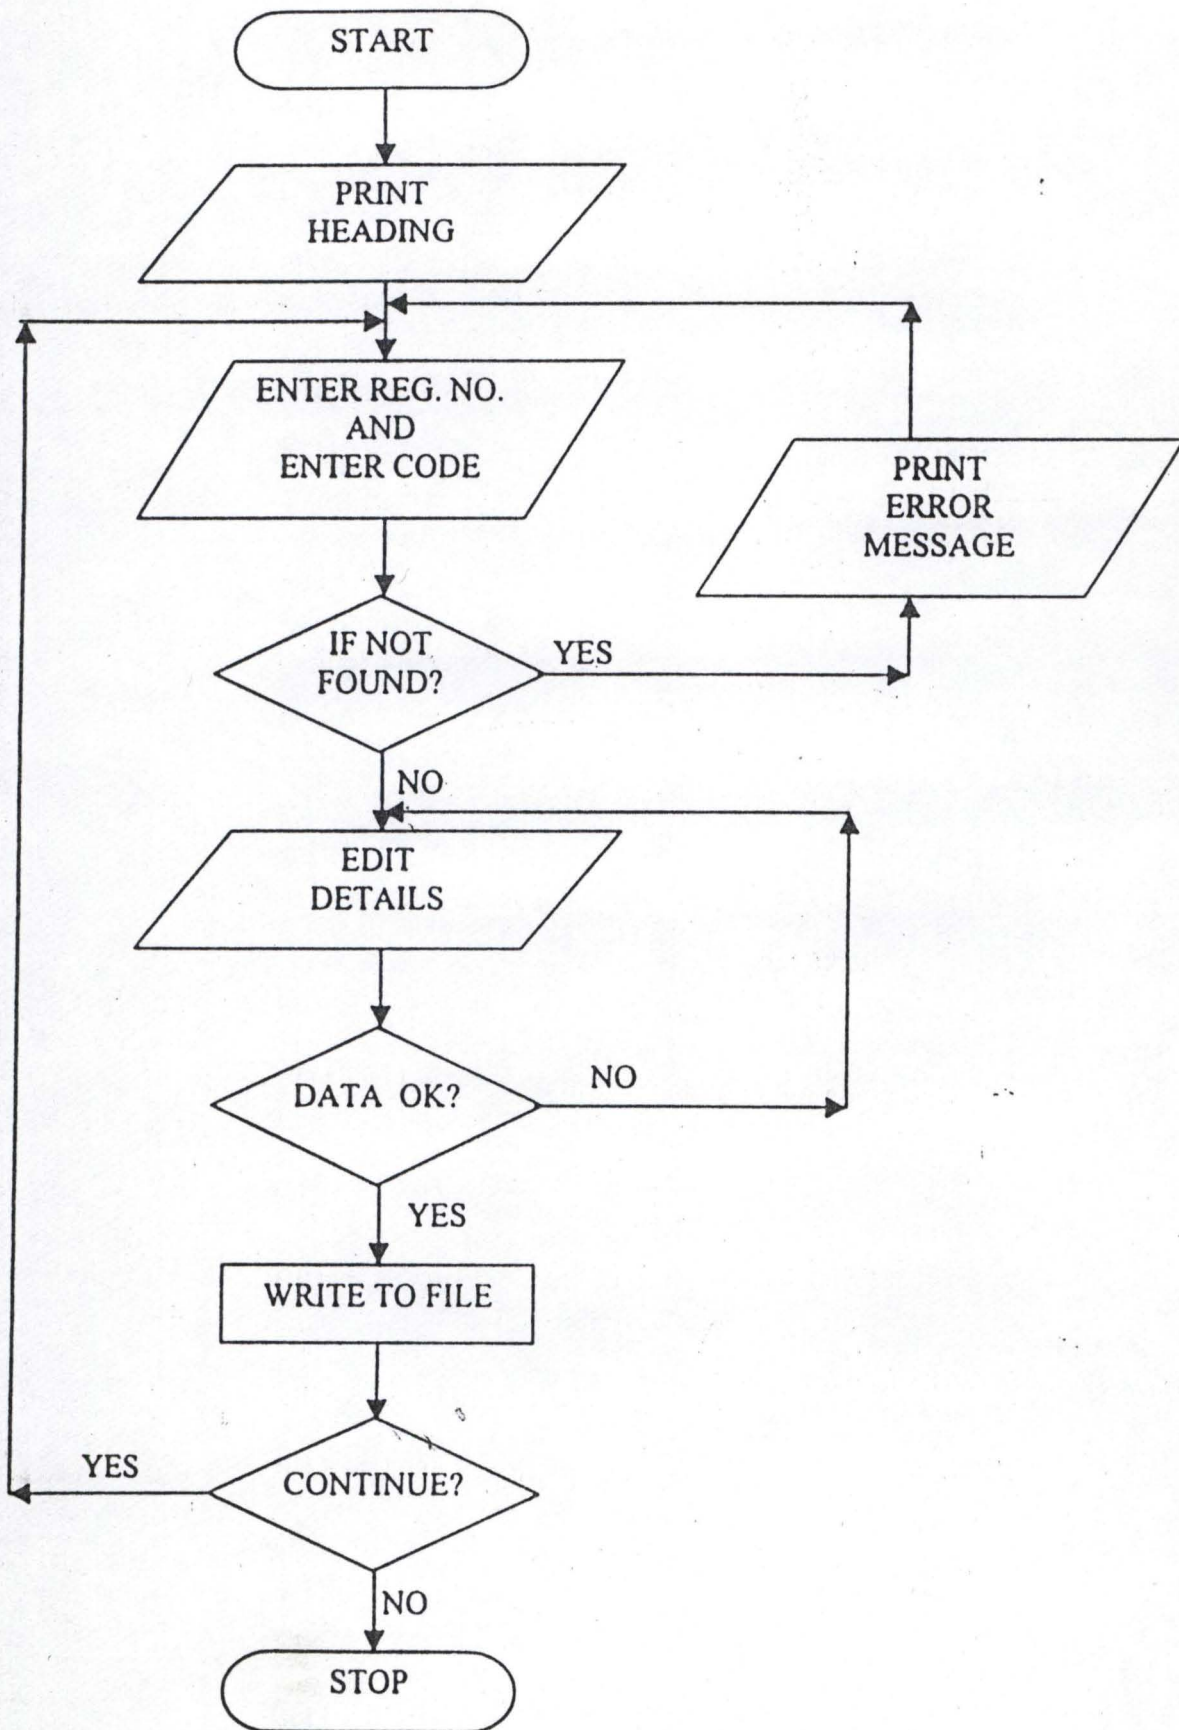 START
PRINT
HEADING
ENTER REG. NO.
AND
ENTER CODE
PRINT
ERROR
MESSAGE
IF NOT
FOUND?
YES
NO
EDIT
DETAILS
DATA OK?
NO
YES
WRITE TO FILE
CONTINUE?
YES
NO
STOP